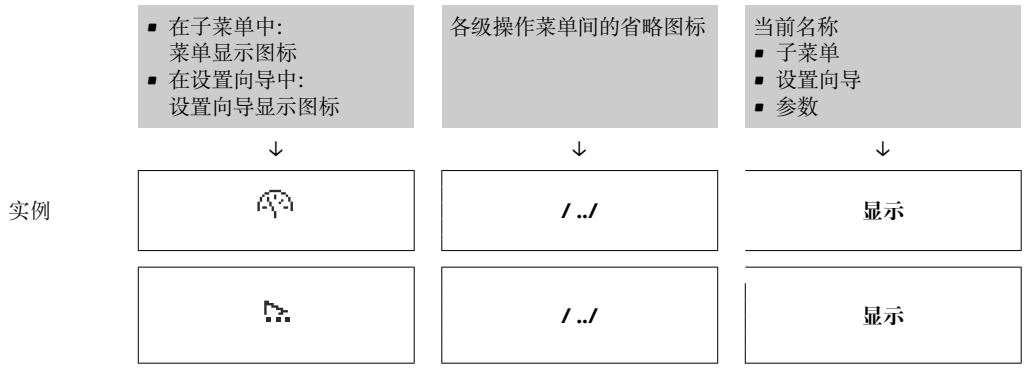 ▪ 在子菜单中:
菜单显示图标
▪ 在设置向导中:
设置向导显示图标
各级操作菜单间的省略图标
当前名称
▪ 子菜单
▪ 设置向导
▪ 参数
↓ ↓ ↓
实例
/ ../
显示
/ ../
显示